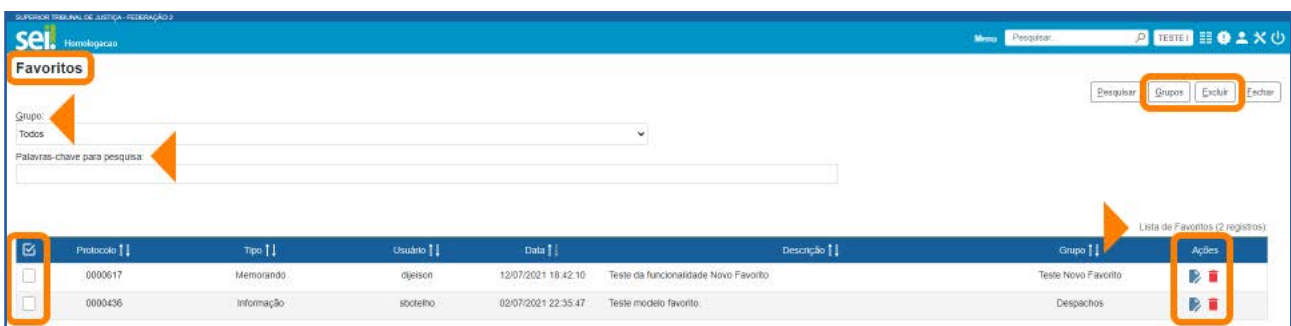 SUPERIOR TRIBUNAL DE JUSTIÇA - FEDERAÇÃO 2
sei. Homologacao Menu Pesquisar... TESTE I
Favoritos
Pesquisar Grupos Excluir Fechar
Grupo:
Todos
Palavras-chave para pesquisa:
Lista de Favoritos (2 registros):
Protocolo Tipo Usuário Data Descrição Grupo Ações
0000617 Memorando dijeison 12/07/2021 18:42:10 Teste da funcionalidade Novo Favorito Teste Novo Favorito
0000436 Informação sbotelho 02/07/2021 22:35:47 Teste modelo favorito. Despachos